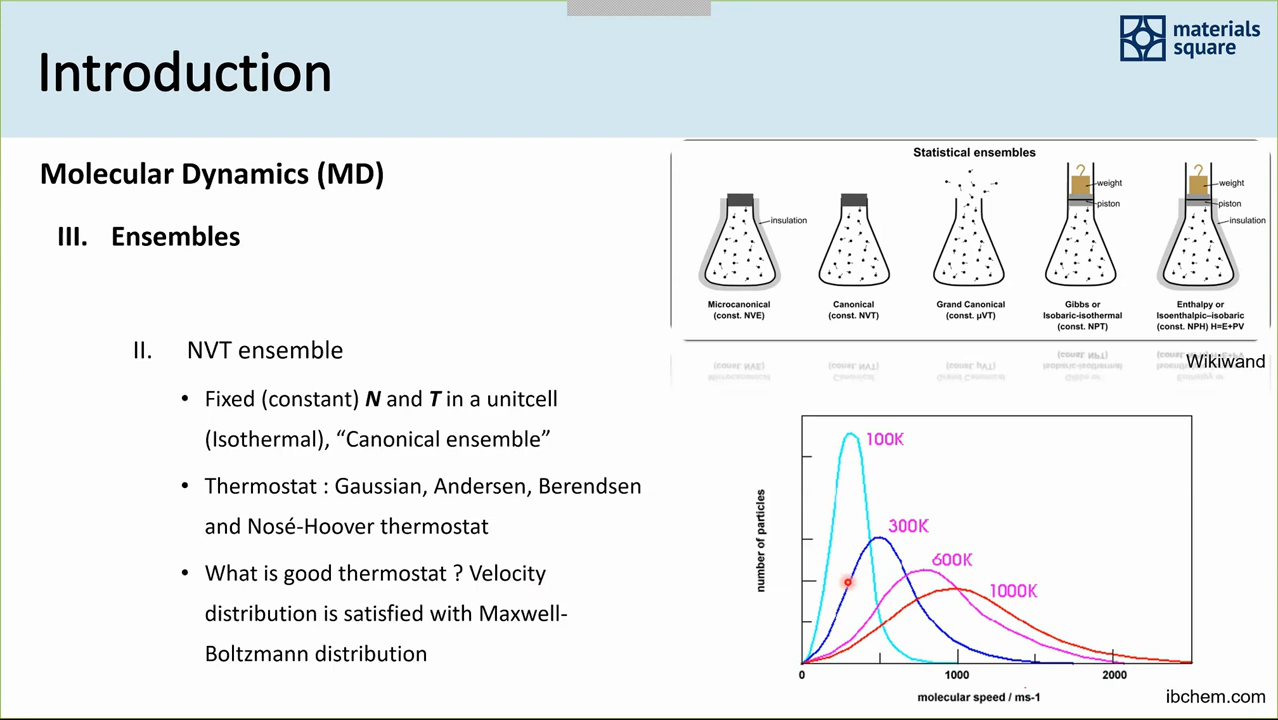 Introduction
materials
square
Molecular Dynamics (MD)
III. Ensembles
II. NVT ensemble
• Fixed (constant) N and T in a unitcell
(Isothermal), “Canonical ensemble”
• Thermostat : Gaussian, Andersen, Berendsen
and Nosé-Hoover thermostat
• What is good thermostat ? Velocity
distribution is satisfied with Maxwell-
Boltzmann distribution
Statistical ensembles
insulation
weight
piston
weight
piston
insulation
Microcanonical
(const. NVE)
Canonical
(const. NVT)
Grand Canonical
(const. μVT)
Gibbs or
Isobaric-isothermal
(const. NPT)
Enthalpy or
Isoenthalpic–isobaric
(const. NPH) H=E+PV
Wikiwand
100K
300K
600K
1000K
number of particles
0 1000 2000
molecular speed / ms-1
ibchem.com